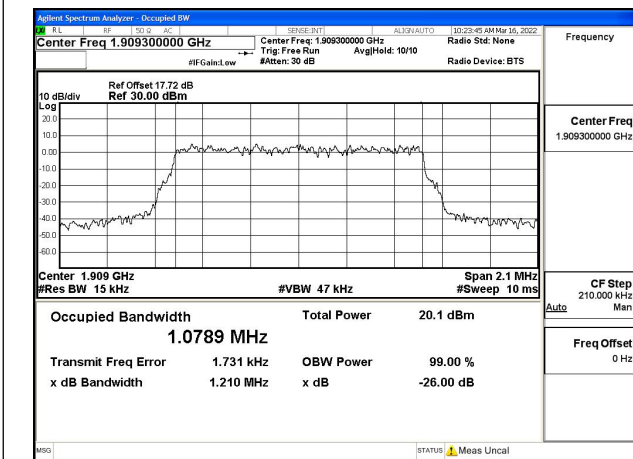 Agilent Spectrum Analyzer - Occupied BW
RL RF 50 Ω AC SENSE:INT ALIGN AUTO 10:23:45 AM Mar 16, 2022
Center Freq 1.909300000 GHz Center Freq: 1.909300000 GHz Radio Std: None
Trig: Free Run Avg|Hold: 10/10
#IFGain:Low #Atten: 30 dB Radio Device: BTS
Frequency
Ref Offset 17.72 dB
10 dB/div Ref 30.00 dBm
Log
20.0
10.0
0.00
-10.0
-20.0
-30.0
-40.0
-50.0
-60.0
Center Freq
1.909300000 GHz
Center 1.909 GHz Span 2.1 MHz
#Res BW 15 kHz #VBW 47 kHz #Sweep 10 ms
CF Step
210.000 kHz
Auto Man
Occupied Bandwidth Total Power 20.1 dBm
1.0789 MHz
Transmit Freq Error 1.731 kHz OBW Power 99.00 %
x dB Bandwidth 1.210 MHz x dB -26.00 dB
Freq Offset
0 Hz
MSG STATUS Meas Uncal